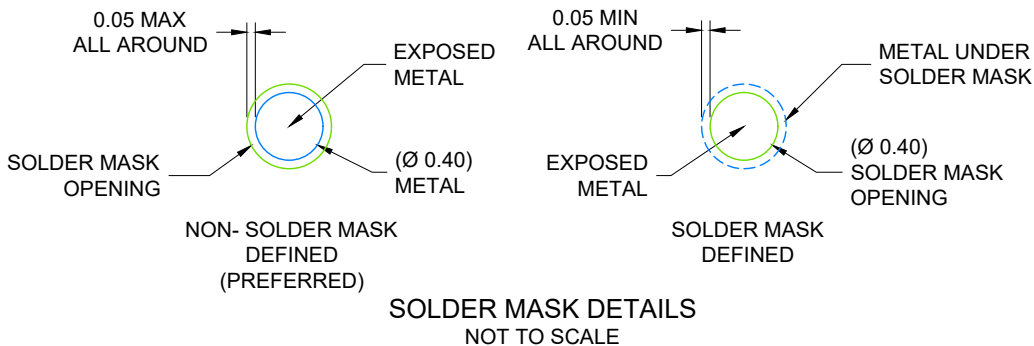 0.05 MAX
ALL AROUND
EXPOSED
METAL
SOLDER MASK
OPENING
(Ø 0.40)
METAL
NON- SOLDER MASK
DEFINED
(PREFERRED)
0.05 MIN
ALL AROUND
METAL UNDER
SOLDER MASK
EXPOSED
METAL
(Ø 0.40)
SOLDER MASK
OPENING
SOLDER MASK
DEFINED
SOLDER MASK DETAILS
NOT TO SCALE